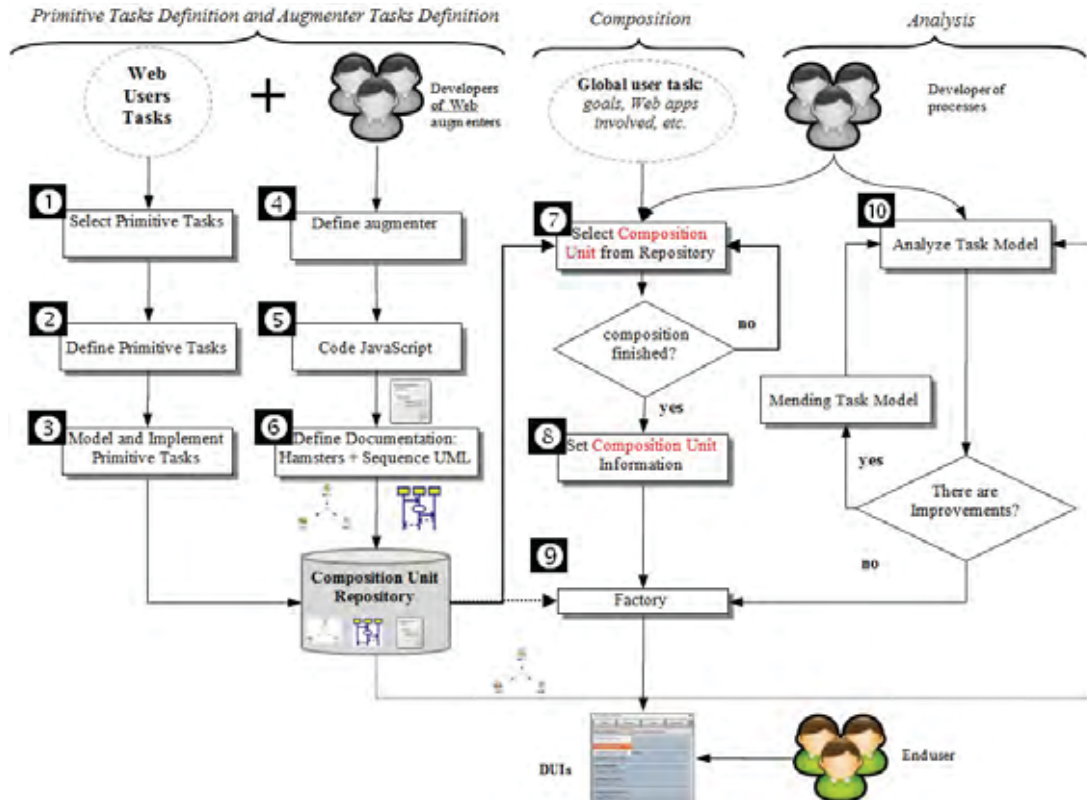 Primitive Tasks Definition and Augmenter Tasks Definition
Composition
Analysis
Web
Users
Tasks
+
Developers
of Web
augmenters
Global user task:
goals, Web apps
involved, etc.
Developer of
processes
1
Select Primitive Tasks
4
Define augmenter
7
Select Composition
Unit from Repository
10
Analyze Task Model
2
Define Primitive Tasks
5
Code JavaScript
composition
finished?
no
Mending Task Model
3
Model and Implement
Primitive Tasks
6
Define Documentation:
Hamsters + Sequence UML
yes
8
Set Composition Unit
Information
yes
There are
Improvements?
no
Composition Unit
Repository
9
Factory
DUIs
Enduser